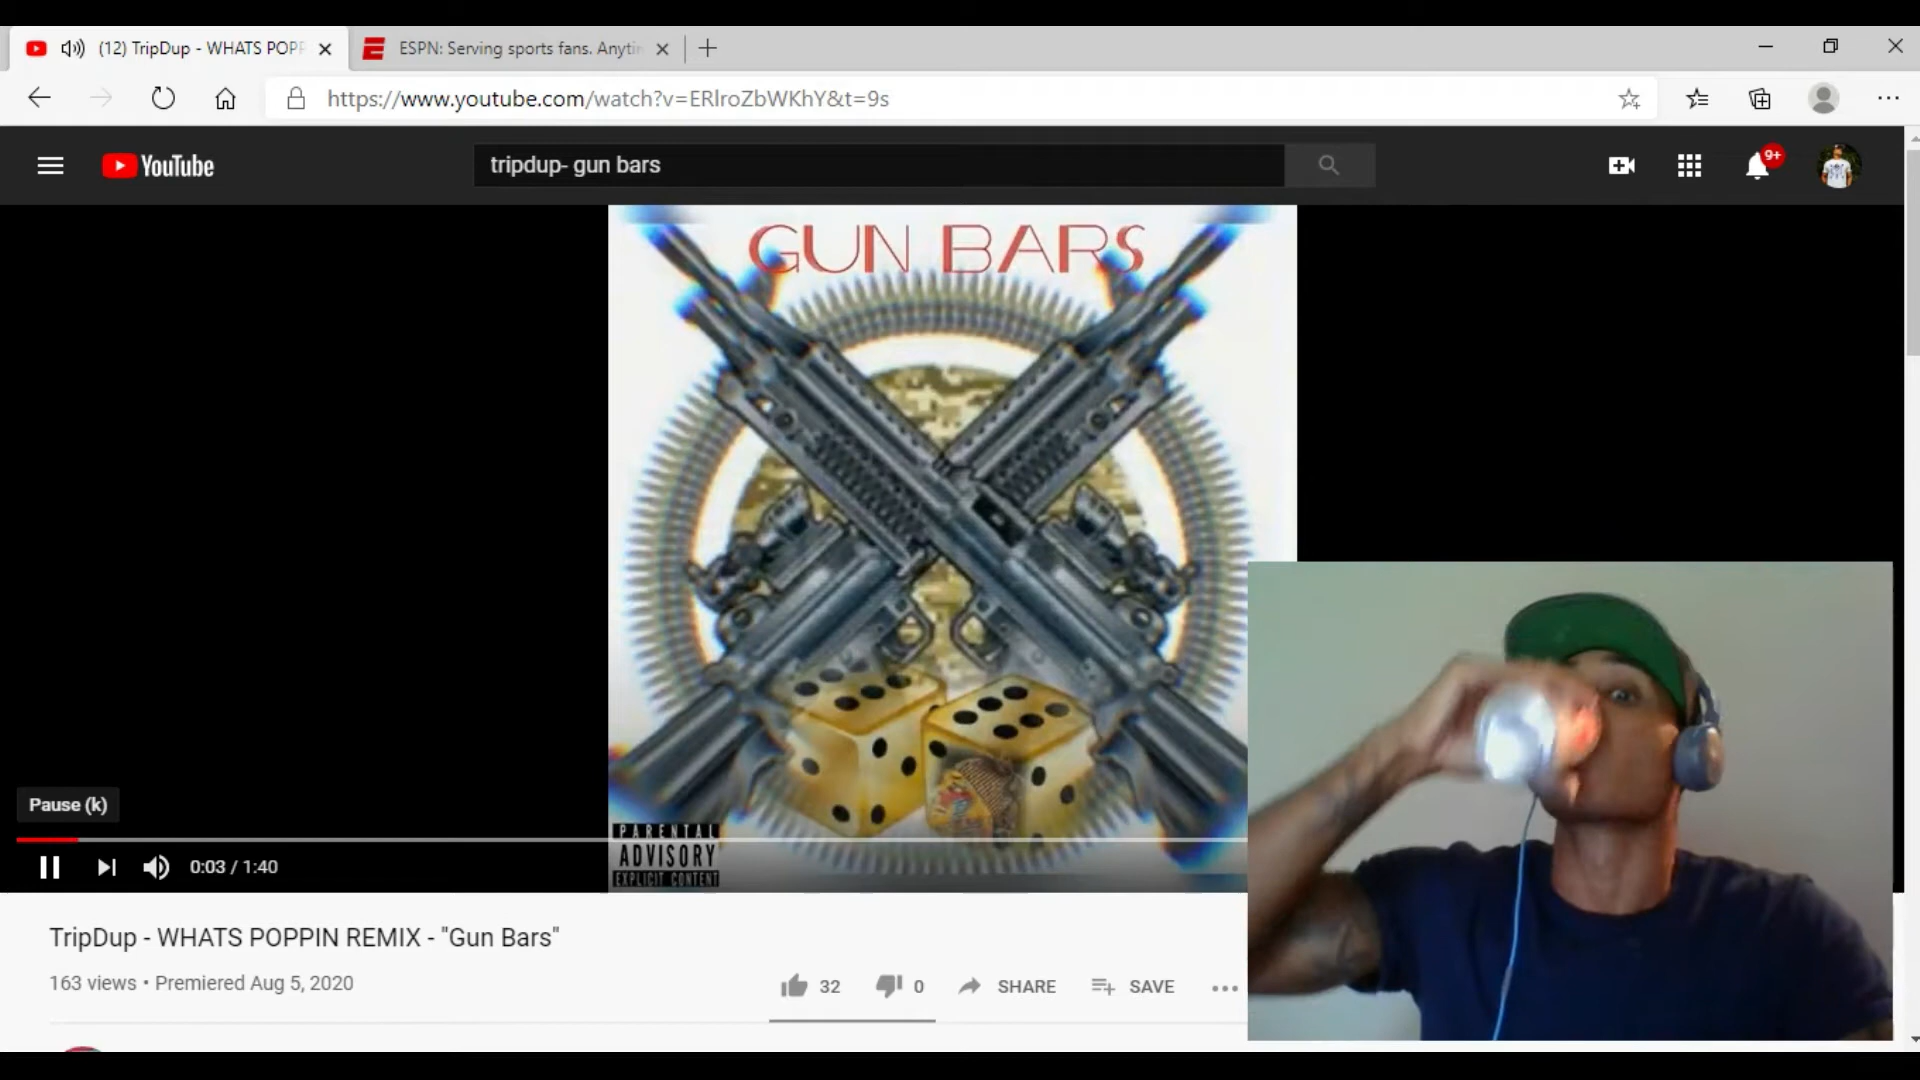 (12) TripDup - WHATS POPP
ESPN: Serving sports fans. Anytin
https://www.youtube.com/watch?v=ERlroZbWKhY&t=9s
YouTube
tripdup- gun bars
9+
GUN BARS
Pause (k)
PARENTAL
ADVISORY
EXPLICIT CONTENT
0:03 / 1:40
TripDup - WHATS POPPIN REMIX - "Gun Bars"
163 views • Premiered Aug 5, 2020
32
0
SHARE
SAVE